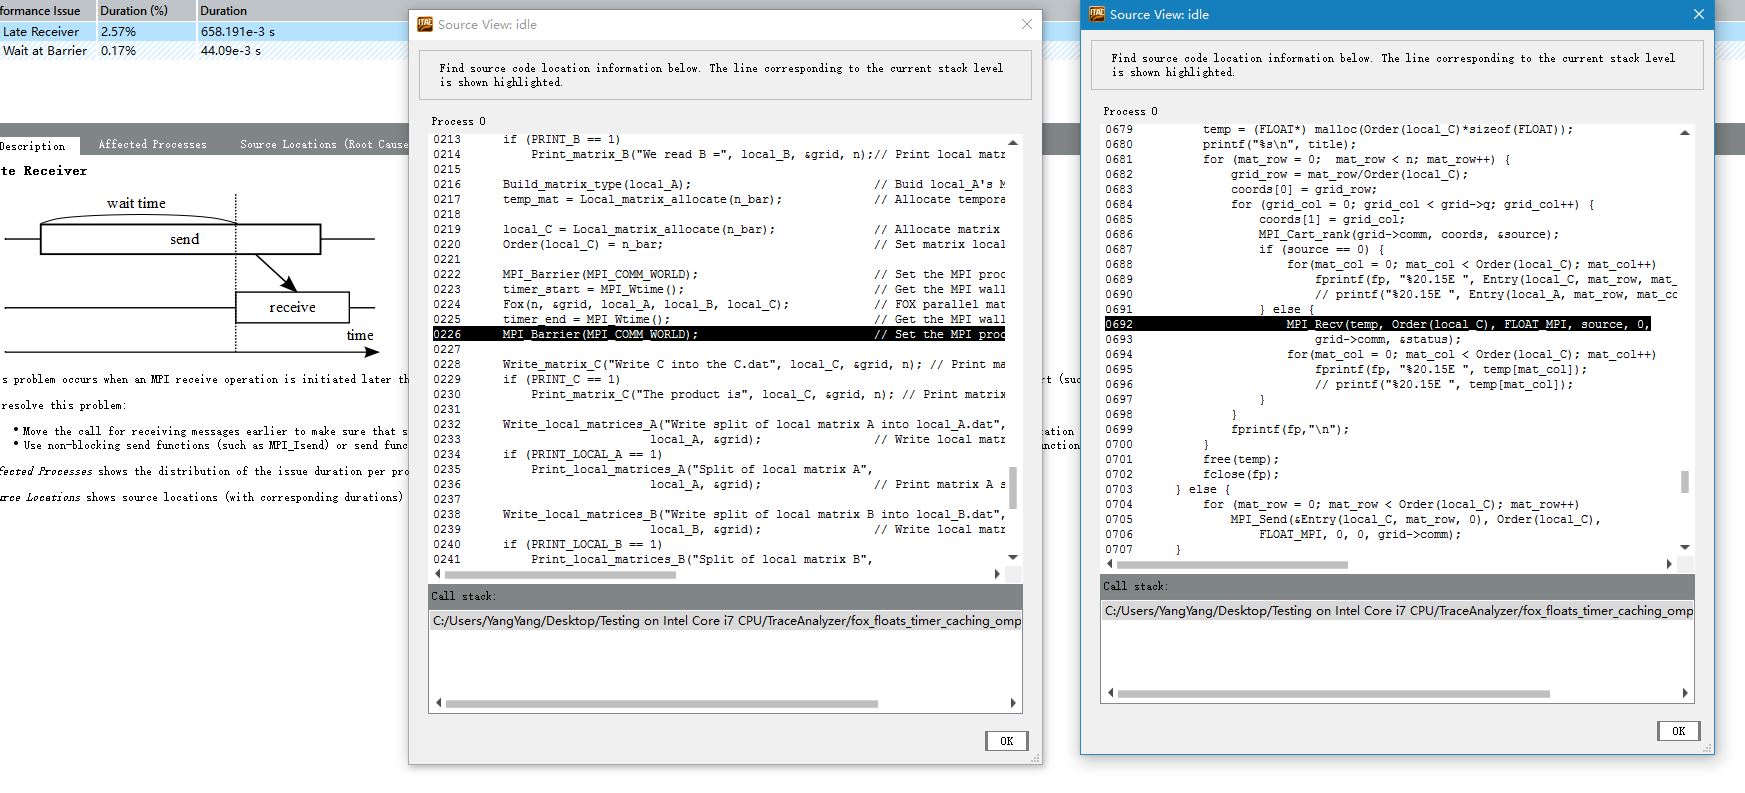 formance Issue Duration (%) Duration
Late Receiver 2.57% 658.191e-3 s
Wait at Barrier 0.17% 44.09e-3 s
Description Affected Processes Source Locations (Root Cause
te Receiver
wait time
send
receive
time
s problem occurs when an MPI receive operation is initiated later th
rt (suc
resolve this problem:
• Move the call for receiving messages earlier to make sure that s
tation
• Use non-blocking send functions (such as MPI_Isend) or send func
unction
fected Processes shows the distribution of the issue duration per pro
urce Locations shows source locations (with corresponding durations)
Source View: idle
Find source code location information below. The line corresponding to the current stack level
is shown highlighted.
Process 0
0213 if (PRINT_B == 1)
0214 Print_matrix_B("We read B =", local_B, &grid, n);// Print local matr
0215
0216 Build_matrix_type(local_A); // Buid local_A's M
0217 temp_mat = Local_matrix_allocate(n_bar); // Allocate tempora
0218
0219 local_C = Local_matrix_allocate(n_bar); // Allocate matrix
0220 Order(local_C) = n_bar; // Set matrix local
0221
0222 MPI_Barrier(MPI_COMM_WORLD); // Set the MPI proc
0223 timer_start = MPI_Wtime(); // Get the MPI wall
0224 Fox(n, &grid, local_A, local_B, local_C); // FOX parallel mat
0225 timer_end = MPI_Wtime(); // Get the MPI wall
0226 MPI_Barrier(MPI_COMM_WORLD); // Set the MPI proc
0227
0228 Write_matrix_C("Write C into the C.dat", local_C, &grid, n); // Print ma
0229 if (PRINT_C == 1)
0230 Print_matrix_C("The product is", local_C, &grid, n); // Print matrix
0231
0232 Write_local_matrices_A("Write split of local matrix A into local_A.dat",
0233 local_A, &grid); // Write local matr
0234 if (PRINT_LOCAL_A == 1)
0235 Print_local_matrices_A("Split of local matrix A",
0236 local_A, &grid); // Print matrix A s
0237
0238 Write_local_matrices_B("Write split of local matrix B into local_B.dat",
0239 local_B, &grid); // Write local matr
0240 if (PRINT_LOCAL_B == 1)
0241 Print_local_matrices_B("Split of local matrix B",
Call stack:
C:/Users/YangYang/Desktop/Testing on Intel Core i7 CPU/TraceAnalyzer/fox_floats_timer_caching_omp
OK
Source View: idle
Find source code location information below. The line corresponding to the current stack level
is shown highlighted.
Process 0
0679 temp = (FLOAT*) malloc(Order(local_C)*sizeof(FLOAT));
0680 printf("%s\n", title);
0681 for (mat_row = 0; mat_row < n; mat_row++) {
0682 grid_row = mat_row/Order(local_C);
0683 coords[0] = grid_row;
0684 for (grid_col = 0; grid_col < grid->q; grid_col++) {
0685 coords[1] = grid_col;
0686 MPI_Cart_rank(grid->comm, coords, &source);
0687 if (source == 0) {
0688 for(mat_col = 0; mat_col < Order(local_C); mat_col++)
0689 fprintf(fp, "%20.15E ", Entry(local_C, mat_row, mat_
0690 // printf("%20.15E ", Entry(local_A, mat_row, mat_co
0691 } else {
0692 MPI_Recv(temp, Order(local_C), FLOAT_MPI, source, 0,
0693 grid->comm, &status);
0694 for(mat_col = 0; mat_col < Order(local_C); mat_col++)
0695 fprintf(fp, "%20.15E ", temp[mat_col]);
0696 // printf("%20.15E ", temp[mat_col]);
0697 }
0698 }
0699 fprintf(fp,"\n");
0700 }
0701 free(temp);
0702 fclose(fp);
0703 } else {
0704 for (mat_row = 0; mat_row < Order(local_C); mat_row++)
0705 MPI_Send(&Entry(local_C, mat_row, 0), Order(local_C),
0706 FLOAT_MPI, 0, 0, grid->comm);
0707 }
Call stack:
C:/Users/YangYang/Desktop/Testing on Intel Core i7 CPU/TraceAnalyzer/fox_floats_timer_caching_omp
OK